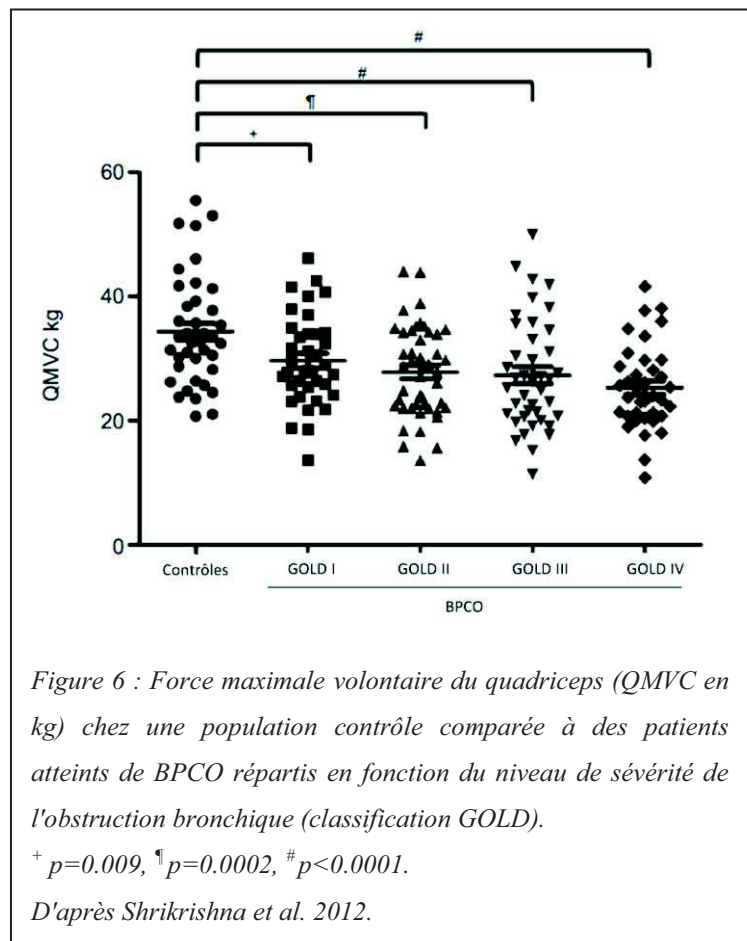 #
#
¶
+
60
40
20
0
QMVC kg
Contrôles
GOLD I
GOLD II
GOLD III
GOLD IV
BPCO
Figure 6 : Force maximale volontaire du quadriceps (QMVC en
kg) chez une population contrôle comparée à des patients
atteints de BPCO répartis en fonction du niveau de sévérité de
l'obstruction bronchique (classification GOLD).
+ p=0.009, ¶ p=0.0002, # p<0.0001.
D'après Shrikrishna et al. 2012.